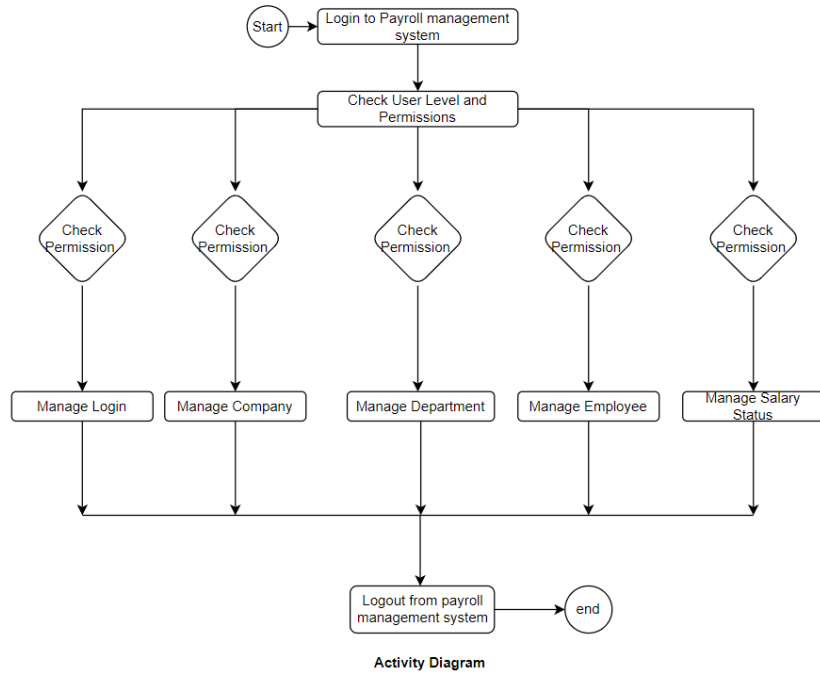 Start
Login to Payroll management
system
Check User Level and
Permissions
Check
Permission
Check
Permission
Check
Permission
Check
Permission
Check
Permission
Manage Login
Manage Company
Manage Department
Manage Employee
Manage Salary
Status
Logout from payroll
management system
end
Activity Diagram